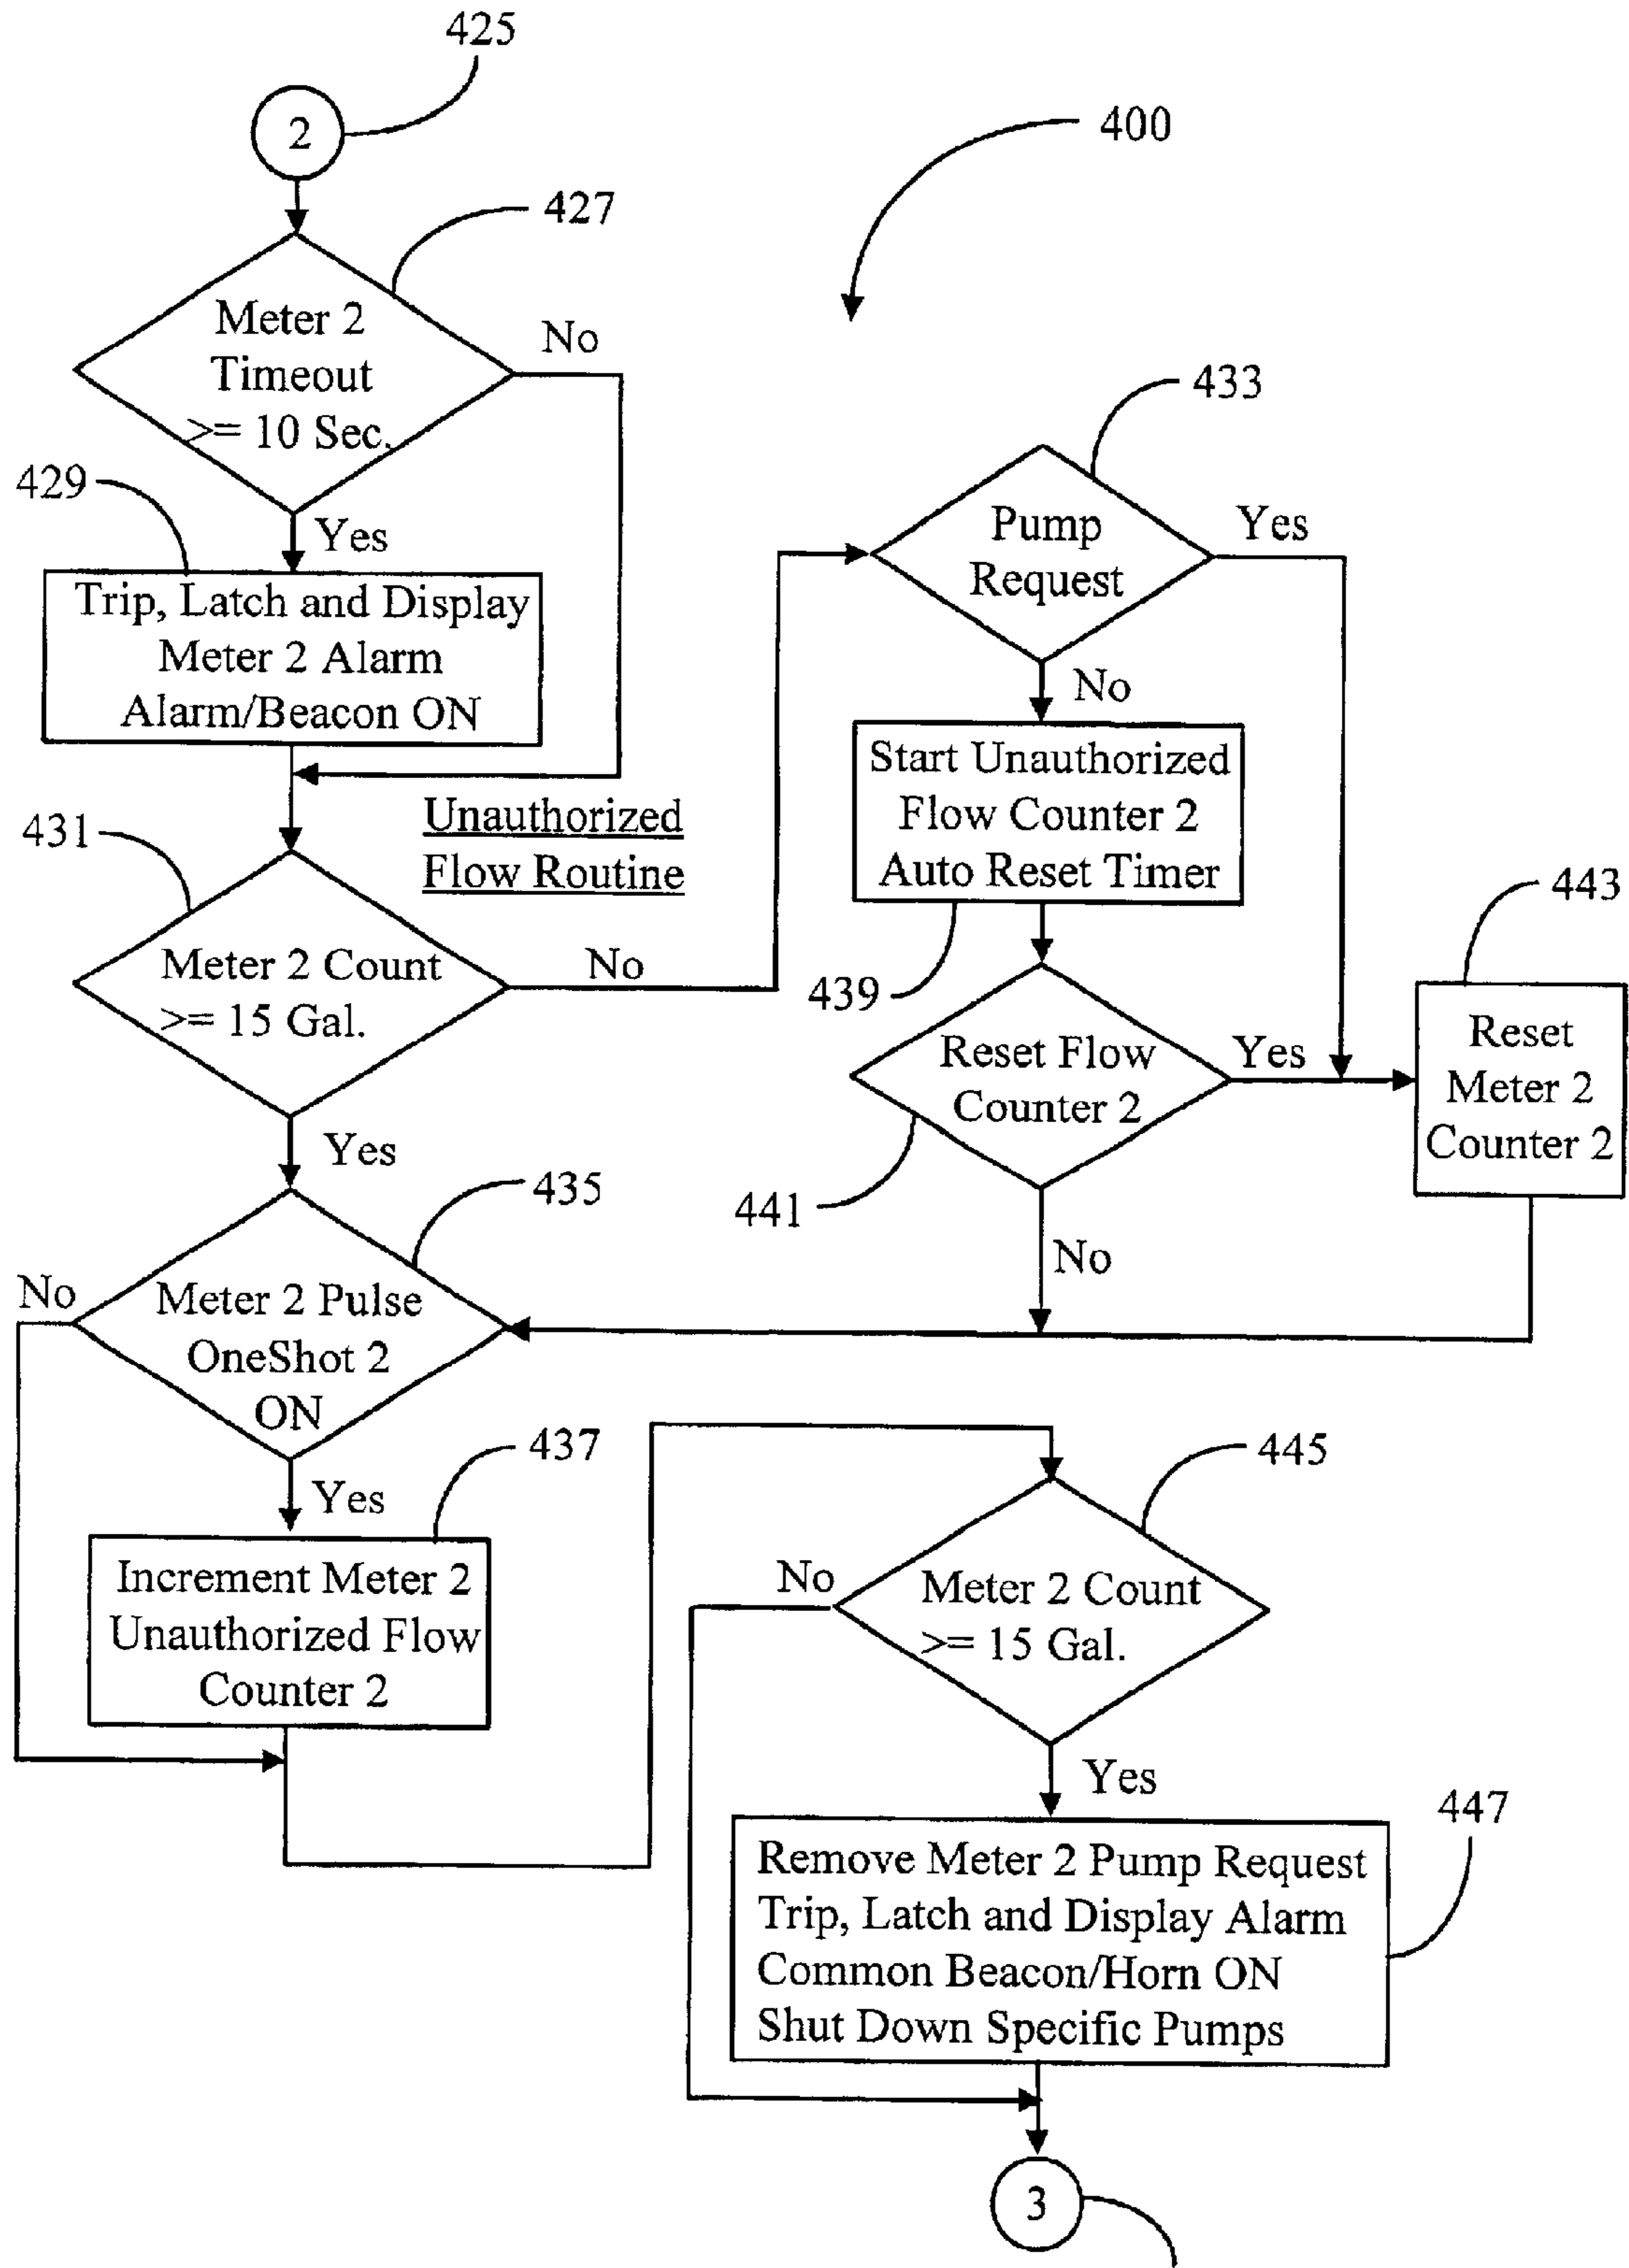 425
2
400
427
Meter 2
Timeout
>= 10 Sec.
No
433
429
Yes
Pump
Request
Yes
Trip, Latch and Display
Meter 2 Alarm
Alarm/Beacon ON
No
Start Unauthorized
Flow Counter 2
Auto Reset Timer
431
Unauthorized
Flow Routine
443
Meter 2 Count
>= 15 Gal.
No
439
Reset Flow
Counter 2
Yes
Reset
Meter 2
Counter 2
Yes
435
441
No
No
Meter 2 Pulse
OneShot 2
ON
437
445
Yes
Increment Meter 2
Unauthorized Flow
Counter 2
No
Meter 2 Count
>= 15 Gal.
Yes
447
Remove Meter 2 Pump Request
Trip, Latch and Display Alarm
Common Beacon/Horn ON
Shut Down Specific Pumps
3